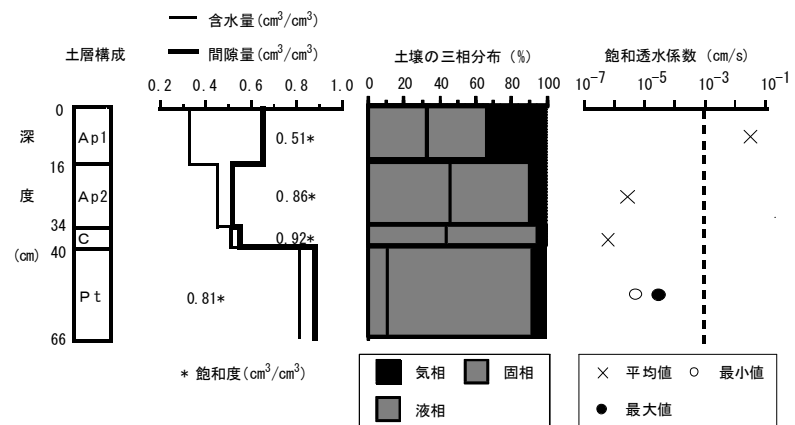 含水量(cm³/cm³)
間隙量(cm³/cm³)
土層構成
土壌の三相分布 (%)
飽和透水係数 (cm/s)
0.2 0.4 0.6 0.8 1.0
0 20 40 60 80 100
10⁻⁷ 10⁻⁵ 10⁻³ 10⁻¹
深度(cm)
0
16
34
40
66
Ap1
Ap2
C
Pt
0.51*
0.86*
0.92*
0.81*
* 飽和度(cm³/cm³)
気相 固相
液相
平均値 最小値
最大値